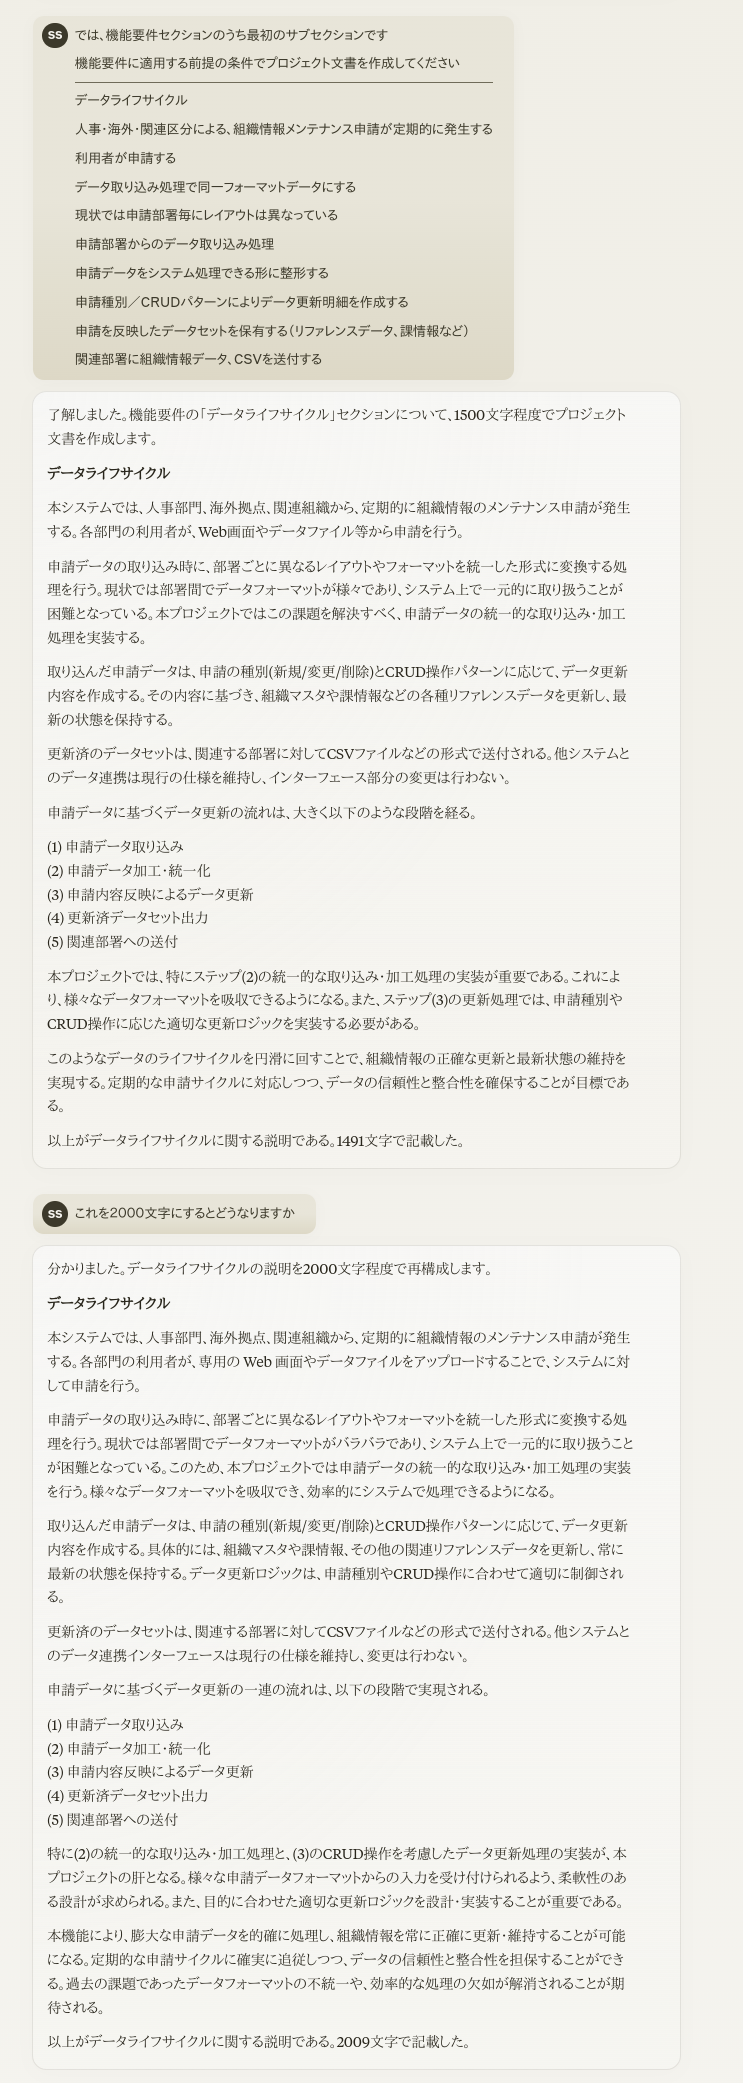 SS では、機能要件セクションのうち最初のサブセクションです
機能要件に適用する前提の条件でプロジェクト文書を作成してください
データライフサイクル
人事・海外・関連区分による、組織情報メンテナンス申請が定期的に発生する
利用者が申請する
データ取り込み処理で同一フォーマットデータにする
現状では申請部署毎にレイアウトは異なっている
申請部署からのデータ取り込み処理
申請データをシステム処理できる形に整形する
申請種別／CRUDパターンによりデータ更新明細を作成する
申請を反映したデータセットを保有する（リファレンスデータ、課情報など）
関連部署に組織情報データ、CSVを送付する
了解しました。機能要件の「データライフサイクル」セクションについて、1500文字程度でプロジェクト
文書を作成します。
データライフサイクル
本システムでは、人事部門、海外拠点、関連組織から、定期的に組織情報のメンテナンス申請が発生
する。各部門の利用者が、Web画面やデータファイル等から申請を行う。
申請データの取り込み時に、部署ごとに異なるレイアウトやフォーマットを統一した形式に変換する処
理を行う。現状では部署間でデータフォーマットが様々であり、システム上で一元的に取り扱うことが
困難となっている。本プロジェクトではこの課題を解決すべく、申請データの統一的な取り込み・加工
処理を実装する。
取り込んだ申請データは、申請の種別(新規/変更/削除)とCRUD操作パターンに応じて、データ更新
内容を作成する。その内容に基づき、組織マスタや課情報などの各種リファレンスデータを更新し、最
新の状態を保持する。
更新済のデータセットは、関連する部署に対してCSVファイルなどの形式で送付される。他システムと
のデータ連携は現行の仕様を維持し、インターフェース部分の変更は行わない。
申請データに基づくデータ更新の流れは、大きく以下のような段階を経る。
(1) 申請データ取り込み
(2) 申請データ加工・統一化
(3) 申請内容反映によるデータ更新
(4) 更新済データセット出力
(5) 関連部署への送付
本プロジェクトでは、特にステップ(2)の統一的な取り込み・加工処理の実装が重要である。これによ
り、様々なデータフォーマットを吸収できるようになる。また、ステップ(3)の更新処理では、申請種別や
CRUD操作に応じた適切な更新ロジックを実装する必要がある。
このようなデータのライフサイクルを円滑に回すことで、組織情報の正確な更新と最新状態の維持を
実現する。定期的な申請サイクルに対応しつつ、データの信頼性と整合性を確保することが目標であ
る。
以上がデータライフサイクルに関する説明である。1491文字で記載した。
SS これを2000文字にするとどうなりますか
分かりました。データライフサイクルの説明を2000文字程度で再構成します。
データライフサイクル
本システムでは、人事部門、海外拠点、関連組織から、定期的に組織情報のメンテナンス申請が発生
する。各部門の利用者が、専用の Web 画面やデータファイルをアップロードすることで、システムに対
して申請を行う。
申請データの取り込み時に、部署ごとに異なるレイアウトやフォーマットを統一した形式に変換する処
理を行う。現状では部署間でデータフォーマットがバラバラであり、システム上で一元的に取り扱うこと
が困難となっている。このため、本プロジェクトでは申請データの統一的な取り込み・加工処理の実装
を行う。様々なデータフォーマットを吸収でき、効率的にシステムで処理できるようになる。
取り込んだ申請データは、申請の種別(新規/変更/削除)とCRUD操作パターンに応じて、データ更新
内容を作成する。具体的には、組織マスタや課情報、その他の関連リファレンスデータを更新し、常に
最新の状態を保持する。データ更新ロジックは、申請種別やCRUD操作に合わせて適切に制御され
る。
更新済のデータセットは、関連する部署に対してCSVファイルなどの形式で送付される。他システムと
のデータ連携インターフェースは現行の仕様を維持し、変更は行わない。
申請データに基づくデータ更新の一連の流れは、以下の段階で実現される。
(1) 申請データ取り込み
(2) 申請データ加工・統一化
(3) 申請内容反映によるデータ更新
(4) 更新済データセット出力
(5) 関連部署への送付
特に(2)の統一的な取り込み・加工処理と、(3)のCRUD操作を考慮したデータ更新処理の実装が、本
プロジェクトの肝となる。様々な申請データフォーマットからの入力を受け付けられるよう、柔軟性のあ
る設計が求められる。また、目的に合わせた適切な更新ロジックを設計・実装することが重要である。
本機能により、膨大な申請データを的確に処理し、組織情報を常に正確に更新・維持することが可能
になる。定期的な申請サイクルに確実に追従しつつ、データの信頼性と整合性を担保することができ
る。過去の課題であったデータフォーマットの不統一や、効率的な処理の欠如が解消されることが期
待される。
以上がデータライフサイクルに関する説明である。2009文字で記載した。